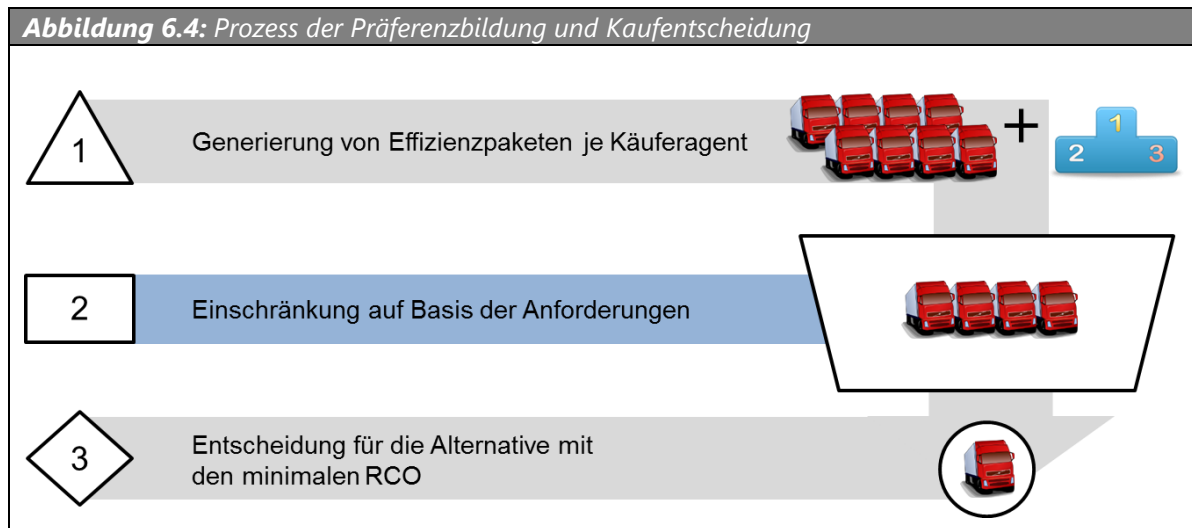 Abbildung 6.4: Prozess der Präferenzbildung und Kaufentscheidung
1
Generierung von Effizienzpaketen je Käuferagent
+
1
2
3
2
Einschränkung auf Basis der Anforderungen
3
Entscheidung für die Alternative mit
den minimalen RCO